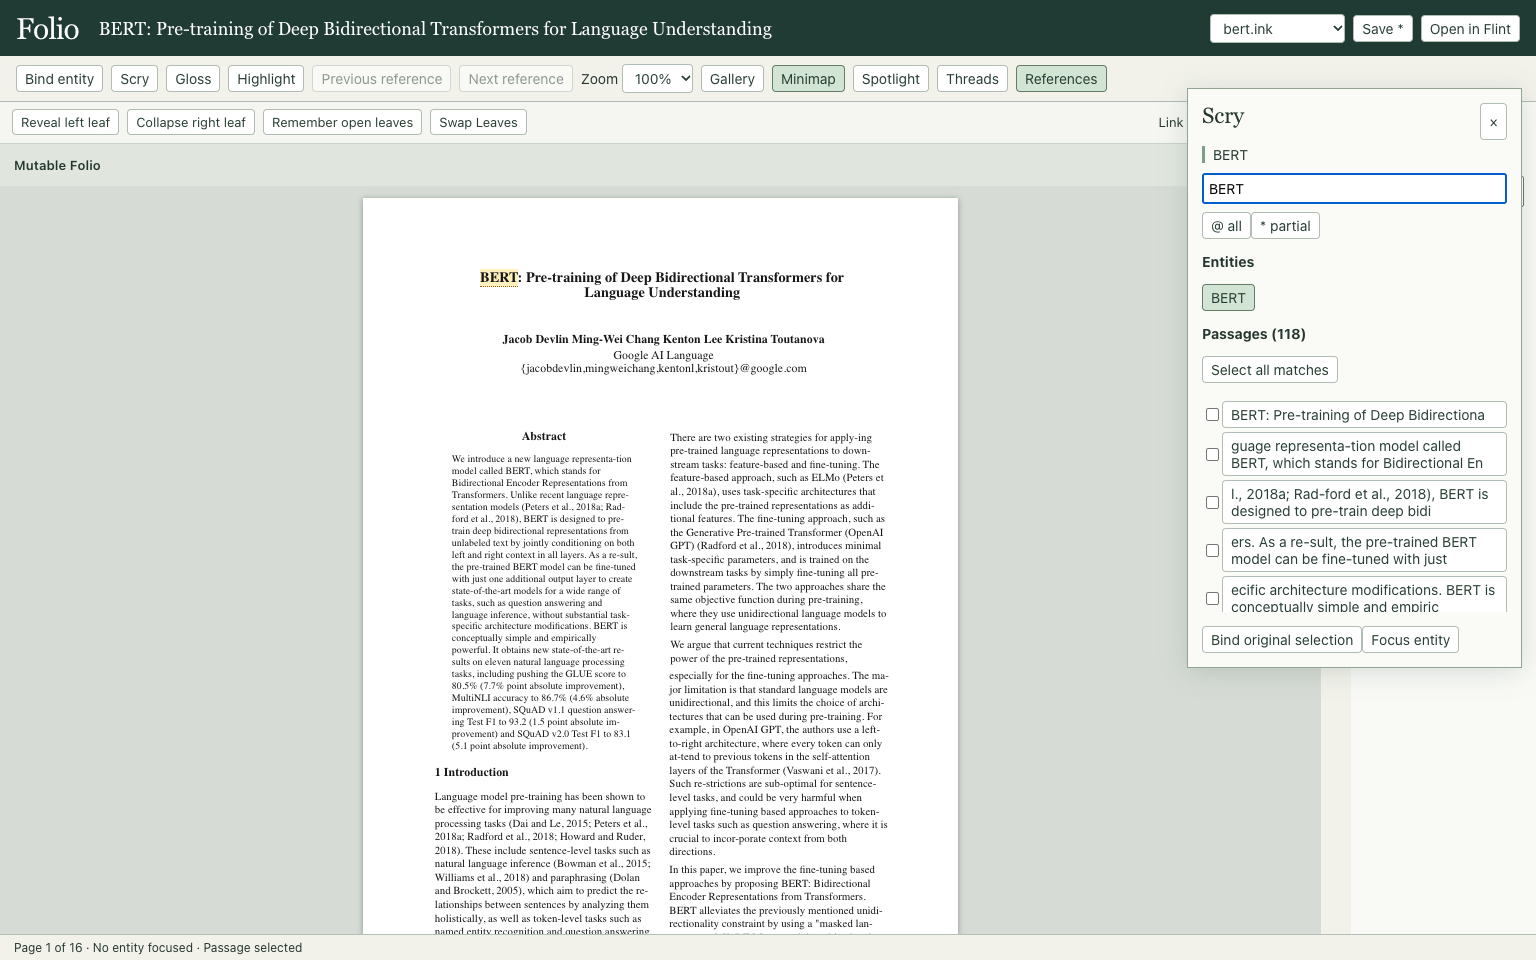 Folio
BERT: Pre-training of Deep Bidirectional Transformers for Language Understanding
bert.ink
Save *
Open in Flint
Bind entity
Scry
Gloss
Highlight
Previous reference
Next reference
Zoom
100%
Gallery
Minimap
Spotlight
Threads
References
Reveal left leaf
Collapse right leaf
Remember open leaves
Swap Leaves
Link
Mutable Folio
BERT: Pre-training of Deep Bidirectional Transformers for
Language Understanding
Jacob Devlin Ming-Wei Chang Kenton Lee Kristina Toutanova
Google AI Language
{jacobdevlin,mingweichang,kentonl,kristout}@google.com
Abstract
We introduce a new language representa-tion
model called BERT, which stands for
Bidirectional Encoder Representations from
Transformers. Unlike recent language repre-
sentation models (Peters et al., 2018a; Rad-
ford et al., 2018), BERT is designed to pre-
train deep bidirectional representations from
unlabeled text by jointly conditioning on both
left and right context in all layers. As a re-sult,
the pre-trained BERT model can be fine-tuned
with just one additional output layer to create
state-of-the-art models for a wide range of
tasks, such as question answering and
language inference, without substantial task-
specific architecture modifications. BERT is
conceptually simple and empirically
powerful. It obtains new state-of-the-art re-
sults on eleven natural language processing
tasks, including pushing the GLUE score to
80.5% (7.7% point absolute improvement),
MultiNLI accuracy to 86.7% (4.6% absolute
improvement), SQuAD v1.1 question answer-
ing Test F1 to 93.2 (1.5 point absolute im-
provement) and SQuAD v2.0 Test F1 to 83.1
(5.1 point absolute improvement).
1 Introduction
Language model pre-training has been shown to
be effective for improving many natural language
processing tasks (Dai and Le, 2015; Peters et al.,
2018a; Radford et al., 2018; Howard and Ruder,
2018). These include sentence-level tasks such as
natural language inference (Bowman et al., 2015;
Williams et al., 2018) and paraphrasing (Dolan
and Brockett, 2005), which aim to predict the re-
lationships between sentences by analyzing them
holistically, as well as token-level tasks such as
named entity recognition and question answering
There are two existing strategies for apply-ing
pre-trained language representations to down-
stream tasks: feature-based and fine-tuning. The
feature-based approach, such as ELMo (Peters et
al., 2018a), uses task-specific architectures that
include the pre-trained representations as addi-
tional features. The fine-tuning approach, such as
the Generative Pre-trained Transformer (OpenAI
GPT) (Radford et al., 2018), introduces minimal
task-specific parameters, and is trained on the
downstream tasks by simply fine-tuning all pre-
trained parameters. The two approaches share the
same objective function during pre-training,
where they use unidirectional language models to
learn general language representations.
We argue that current techniques restrict the
power of the pre-trained representations,
especially for the fine-tuning approaches. The ma-
jor limitation is that standard language models are
unidirectional, and this limits the choice of archi-
tectures that can be used during pre-training. For
example, in OpenAI GPT, the authors use a left-
to-right architecture, where every token can only
at-tend to previous tokens in the self-attention
layers of the Transformer (Vaswani et al., 2017).
Such re-strictions are sub-optimal for sentence-
level tasks, and could be very harmful when
applying fine-tuning based approaches to token-
level tasks such as question answering, where it is
crucial to incor-porate context from both
directions.
In this paper, we improve the fine-tuning based
approaches by proposing BERT: Bidirectional
Encoder Representations from Transformers.
BERT alleviates the previously mentioned unidi-
rectionality constraint by using a "masked lan-
Scry
x
BERT
BERT
@ all
* partial
Entities
BERT
Passages (118)
Select all matches
BERT: Pre-training of Deep Bidirectiona
guage representa-tion model called
BERT, which stands for Bidirectional En
l., 2018a; Rad-ford et al., 2018), BERT is
designed to pre-train deep bidi
ers. As a re-sult, the pre-trained BERT
model can be fine-tuned with just
ecific architecture modifications. BERT is
conceptually simple and empiric
Bind original selection
Focus entity
Page 1 of 16 · No entity focused · Passage selected